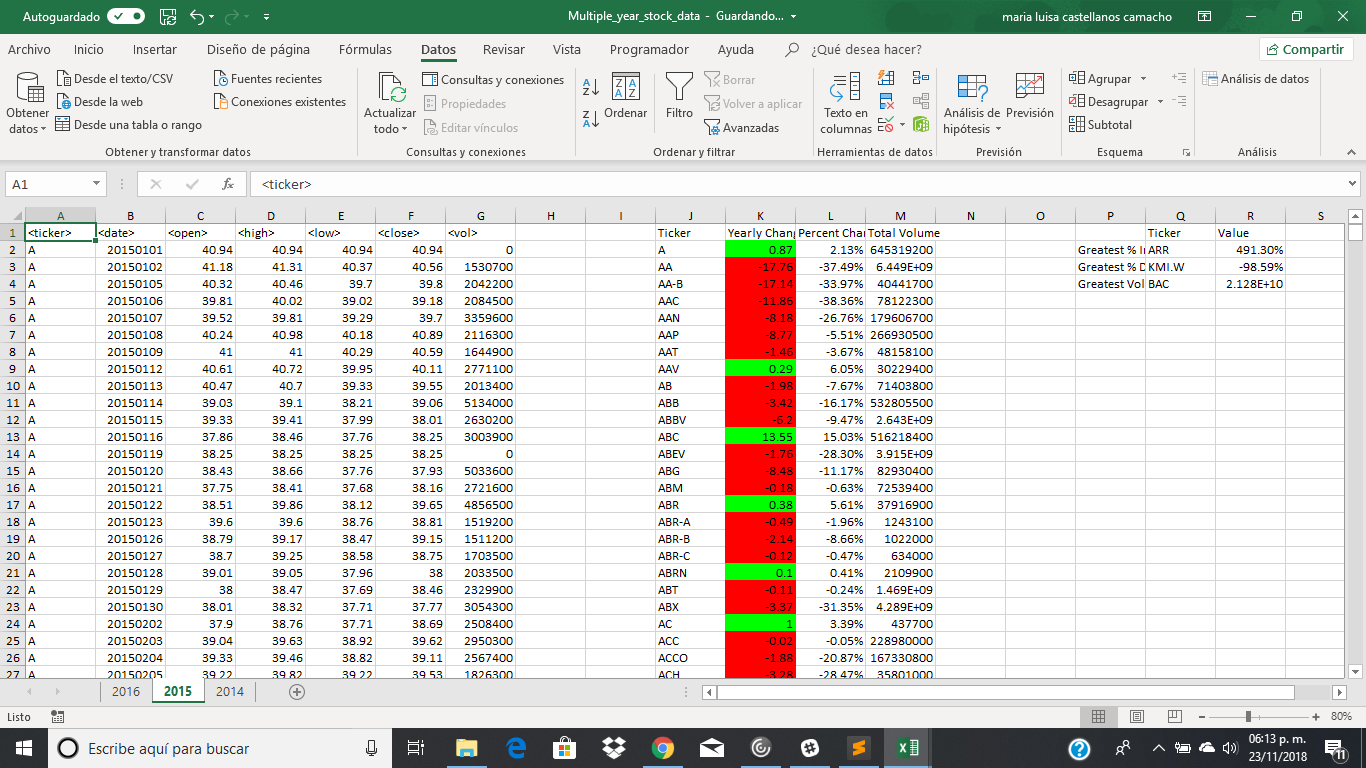 Autoguardado Multiple_year_stock_data - Guardando... maria luisa castellanos camacho
Archivo Inicio Insertar Diseño de página Fórmulas Datos Revisar Vista Programador Ayuda ¿Qué desea hacer? Compartir
Obtener datos Desde el texto/CSV Fuentes recientes
Desde la web Conexiones existentes
Desde una tabla o rango
Obtener y transformar datos
Actualizar todo Consultas y conexiones
Propiedades
Editar vínculos
Consultas y conexiones
Ordenar Filtro Borrar
Volver a aplicar
Avanzadas
Ordenar y filtrar
Texto en columnas
Herramientas de datos
Análisis de hipótesis Previsión
Previsión
Agrupar
Desagrupar
Subtotal
Esquema
Análisis de datos
Análisis
A1 fx <ticker>
A B C D E F G H I J K L M N O P Q R S
1 <ticker> <date> <open> <high> <low> <close> <vol> Ticker Yearly Chang Percent Char Total Volume Ticker Value
2 A 20150101 40.94 40.94 40.94 40.94 0 A 0.87 2.13% 645319200 Greatest % I ARR 491.30%
3 A 20150102 41.18 41.31 40.37 40.56 1530700 AA -17.76 -37.49% 6.449E+09 Greatest % D KMI.W -98.59%
4 A 20150105 40.32 40.46 39.7 39.8 2042200 AA-B -17.14 -33.97% 40441700 Greatest Vol BAC 2.128E+10
5 A 20150106 39.81 40.02 39.02 39.18 2084500 AAC -11.86 -38.36% 78122300
6 A 20150107 39.52 39.81 39.29 39.7 3359600 AAN -8.18 -26.76% 179606700
7 A 20150108 40.24 40.98 40.18 40.89 2116300 AAP -8.77 -5.51% 266930500
8 A 20150109 41 41 40.29 40.59 1644900 AAT -1.46 -3.67% 48158100
9 A 20150112 40.61 40.72 39.95 40.11 2771100 AAV 0.29 6.05% 30229400
10 A 20150113 40.47 40.7 39.33 39.55 2013400 AB -1.98 -7.67% 71403800
11 A 20150114 39.03 39.1 38.21 39.06 5134000 ABB -3.42 -16.17% 532805500
12 A 20150115 39.33 39.41 37.99 38.01 2630200 ABBV -6.2 -9.47% 2.643E+09
13 A 20150116 37.86 38.46 37.76 38.25 3003900 ABC 13.55 15.03% 516218400
14 A 20150119 38.25 38.25 38.25 38.25 0 ABEV -1.76 -28.30% 3.915E+09
15 A 20150120 38.43 38.66 37.76 37.93 5033600 ABG -8.48 -11.17% 82930400
16 A 20150121 37.75 38.41 37.68 38.16 2721600 ABM -0.18 -0.63% 72539400
17 A 20150122 38.51 39.86 38.12 39.65 4856500 ABR 0.38 5.61% 37916900
18 A 20150123 39.6 39.6 38.76 38.81 1519200 ABR-A -0.49 -1.96% 1243100
19 A 20150126 38.79 39.17 38.47 39.15 1511200 ABR-B -2.14 -8.66% 1022000
20 A 20150127 38.7 39.25 38.58 38.75 1703500 ABR-C -0.12 -0.47% 634000
21 A 20150128 39.01 39.05 37.96 38 2033500 ABRN 0.1 0.41% 2109900
22 A 20150129 38 38.47 37.69 38.46 2329900 ABT -0.11 -0.24% 1.469E+09
23 A 20150130 38.01 38.32 37.71 37.77 3054300 ABX -3.37 -31.35% 4.289E+09
24 A 20150202 37.9 38.76 37.71 38.69 2508400 AC 1 3.39% 437700
25 A 20150203 39.04 39.63 38.92 39.62 2950300 ACC -0.02 -0.05% 228980000
26 A 20150204 39.33 39.46 38.82 39.11 2567400 ACCO -1.88 -20.87% 167330800
27 A 20150205 39.22 39.82 39.22 39.53 1826300 ACH -3.28 -28.47% 35801000
2016 2015 2014
Listo 80%
Escribe aquí para buscar 06:13 p. m.
23/11/2018 11